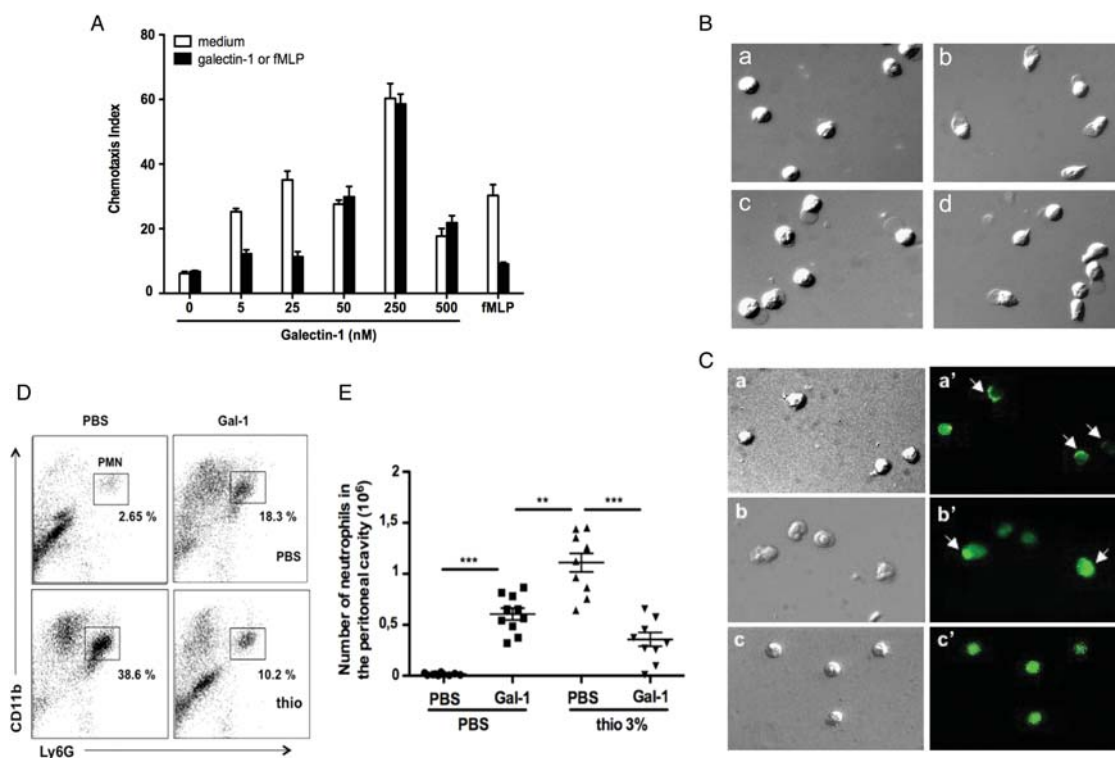 A
80
60
40
20
0
Chemotaxis Index
medium
galectin-1 or fMLP
0 5 25 50 250 500 fMLP
Galectin-1 (nM)
B
a
b
c
d
C
a
a'
b
b'
c
c'
D
PBS Gal-1
PMN
2.65 %
18.3 %
PBS
38.6 %
10.2 %
thio
CD11b
Ly6G
E
Number of neutrophils in
the peritoneal cavity (10⁶)
2
1,5
1
0,5
0
*** ** ***
PBS Gal-1 PBS Gal-1
PBS thio 3%